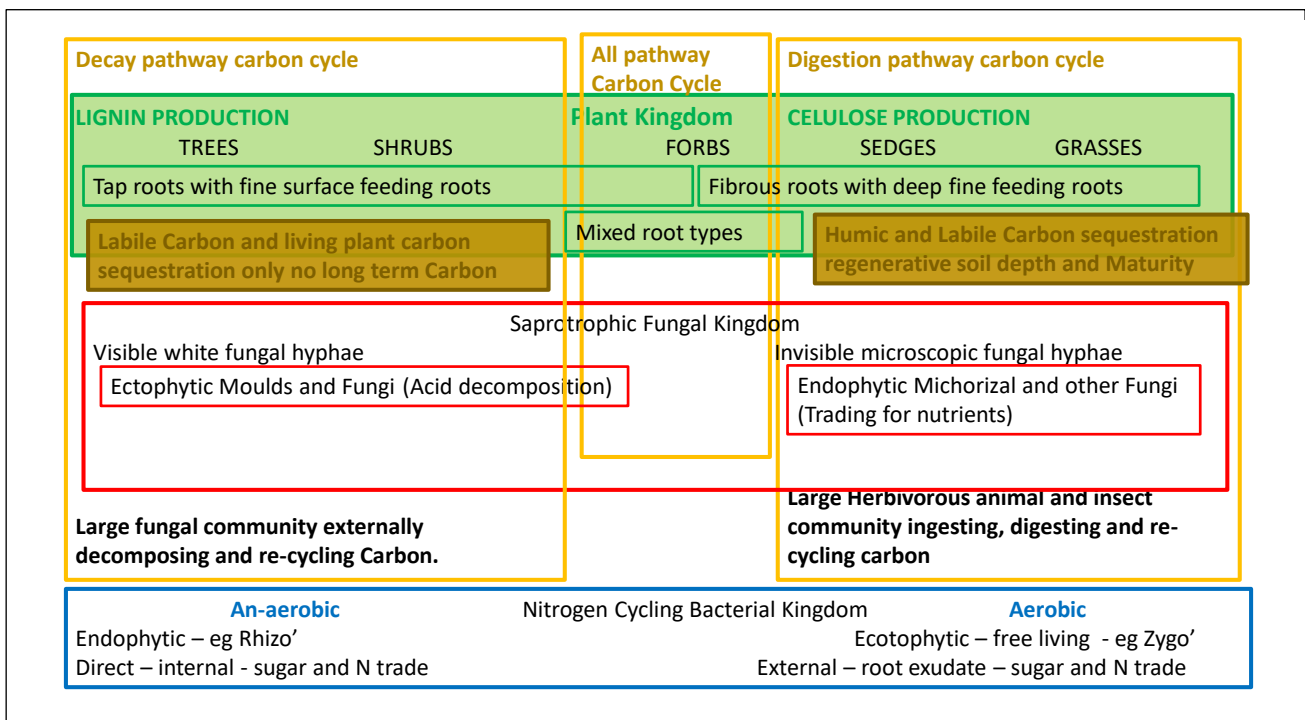 Decay pathway carbon cycle
All pathway
Carbon Cycle
Digestion pathway carbon cycle
LIGNIN PRODUCTION
Plant Kingdom
CELULOSE PRODUCTION
TREES
SHRUBS
FORBS
SEDGES
GRASSES
Tap roots with fine surface feeding roots
Fibrous roots with deep fine feeding roots
Mixed root types
Labile Carbon and living plant carbon
sequestration only no long term Carbon
Humic and Labile Carbon sequestration
regenerative soil depth and Maturity
Saprotrophic Fungal Kingdom
Visible white fungal hyphae
Invisible microscopic fungal hyphae
Ectophytic Moulds and Fungi (Acid decomposition)
Endophytic Michorizal and other Fungi
(Trading for nutrients)
Large fungal community externally
decomposing and re-cycling Carbon.
Large Herbivorous animal and insect
community ingesting, digesting and re-
cycling carbon
An-aerobic
Nitrogen Cycling Bacterial Kingdom
Aerobic
Endophytic – eg Rhizo’
Ecotophytic – free living - eg Zygo’
Direct – internal - sugar and N trade
External – root exudate – sugar and N trade